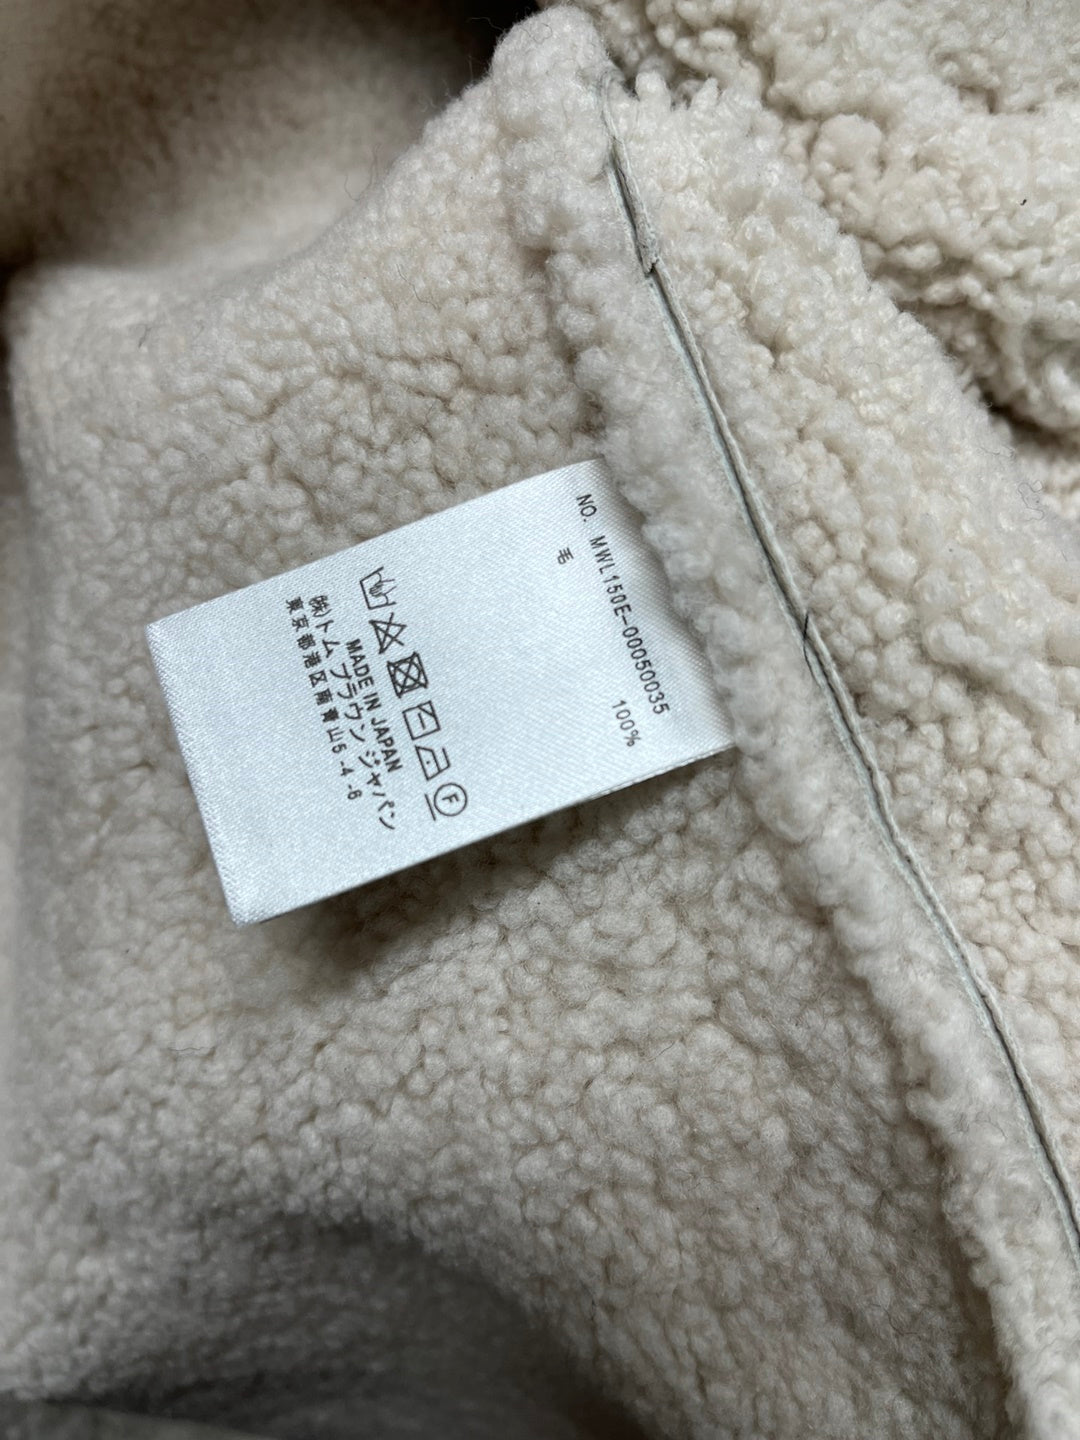 NO. MWL150E-00050035
毛 100%
F
MADE IN JAPAN
㈱トム ブラウン ジャパン
東京都港区南青山5-4-6